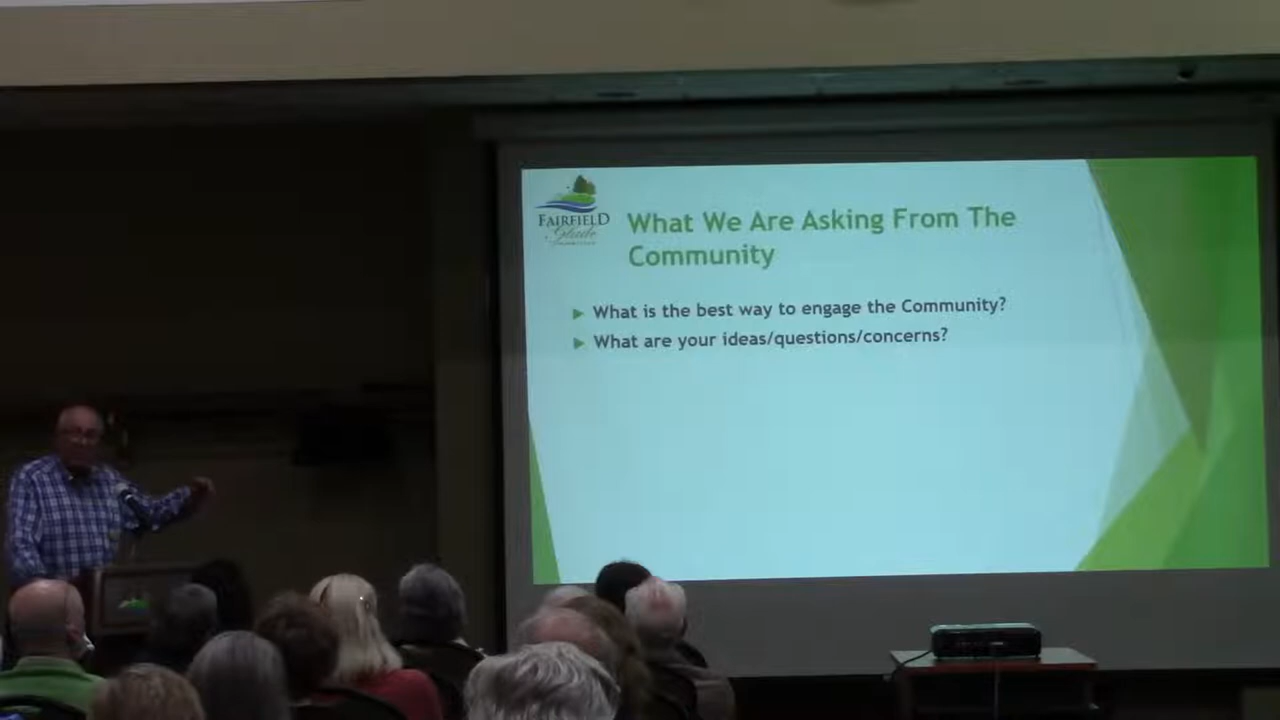 FAIRFIELD
Glade
What We Are Asking From The
Community
What is the best way to engage the Community?
What are your ideas/questions/concerns?